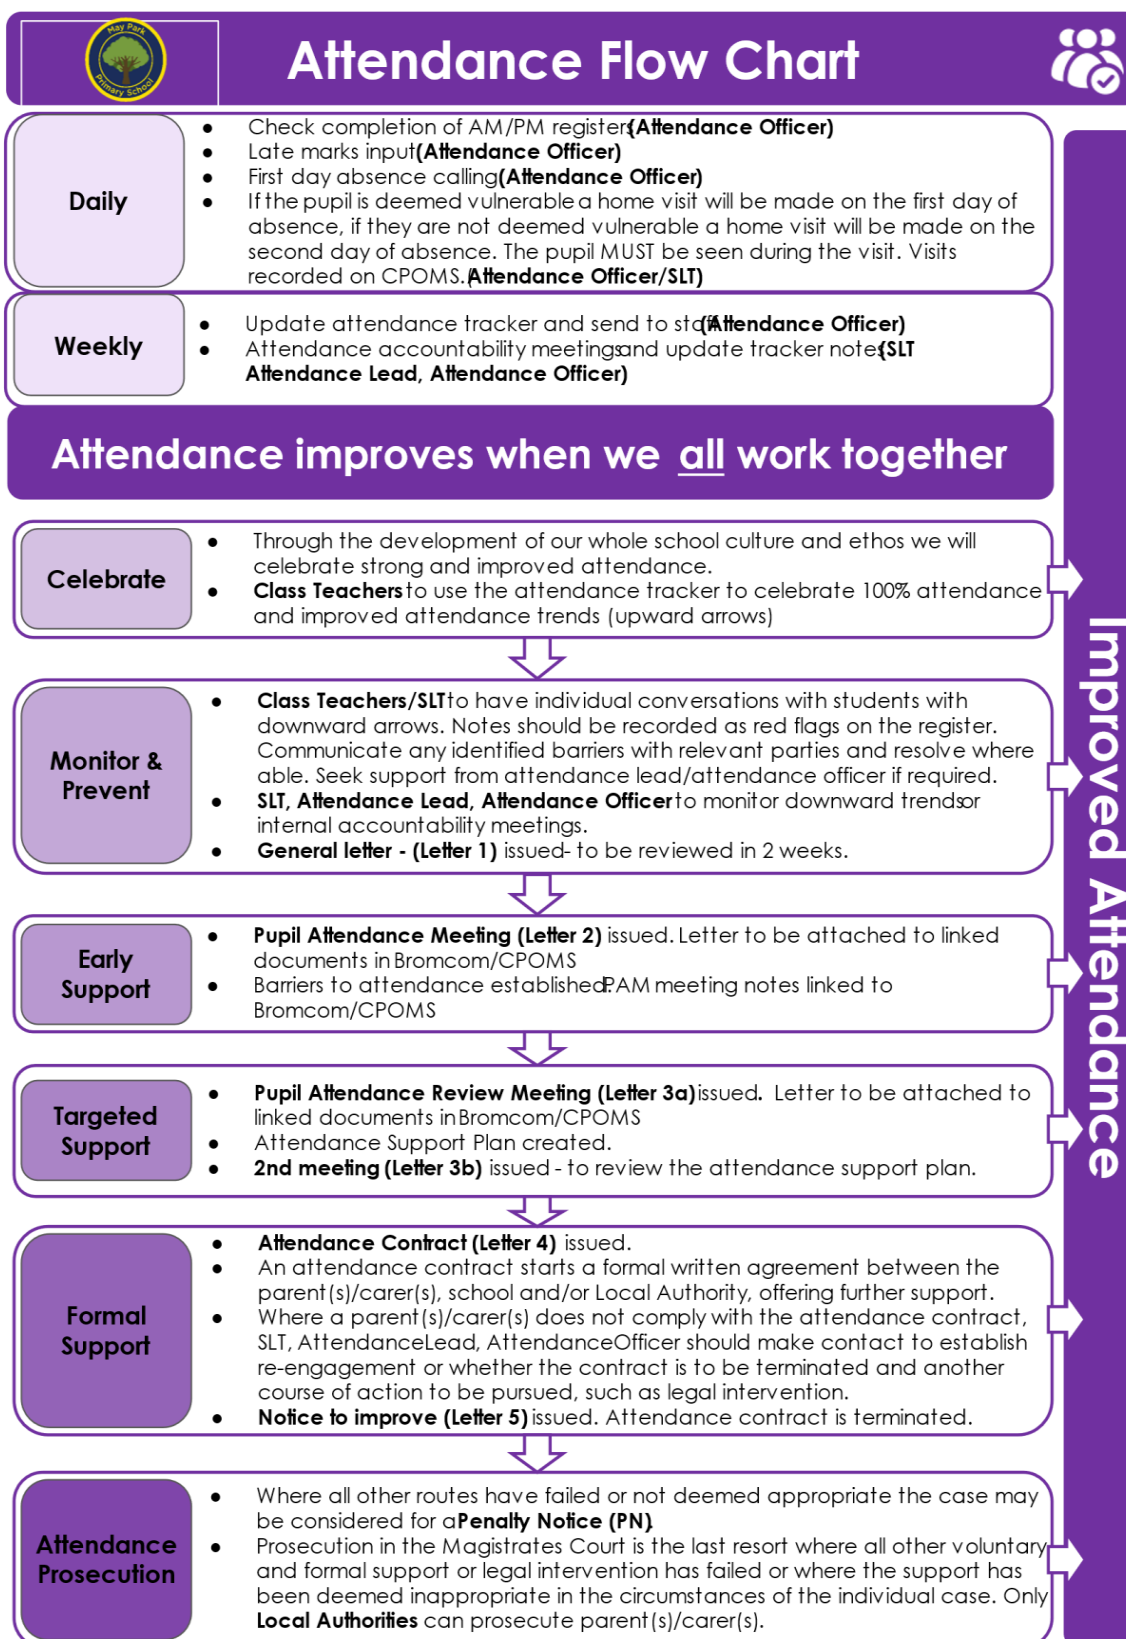 May Park
Primary School
Attendance Flow Chart
Daily
● Check completion of AM/PM registers(Attendance Officer)
● Late marks input(Attendance Officer)
● First day absence calling(Attendance Officer)
● If the pupil is deemed vulnerable a home visit will be made on the first day of
absence, if they are not deemed vulnerable a home visit will be made on the
second day of absence. The pupil MUST be seen during the visit. Visits
recorded on CPOMS.(Attendance Officer/SLT)
Weekly
● Update attendance tracker and send to staff(Attendance Officer)
● Attendance accountability meetings and update tracker notes(SLT
Attendance Lead, Attendance Officer)
Attendance improves when we all work together
Celebrate
● Through the development of our whole school culture and ethos we will
celebrate strong and improved attendance.
● Class Teachers to use the attendance tracker to celebrate 100% attendance
and improved attendance trends (upward arrows)
Monitor &
Prevent
● Class Teachers/SLT to have individual conversations with students with
downward arrows. Notes should be recorded as red flags on the register.
Communicate any identified barriers with relevant parties and resolve where
able. Seek support from attendance lead/attendance officer if required.
● SLT, Attendance Lead, Attendance Officer to monitor downward trends or
internal accountability meetings.
● General letter - (Letter 1) issued- to be reviewed in 2 weeks.
Early
Support
● Pupil Attendance Meeting (Letter 2) issued. Letter to be attached to linked
documents in Bromcom/CPOMS
● Barriers to attendance established. PAM meeting notes linked to
Bromcom/CPOMS
Targeted
Support
● Pupil Attendance Review Meeting (Letter 3a) issued. Letter to be attached to
linked documents in Bromcom/CPOMS
● Attendance Support Plan created.
● 2nd meeting (Letter 3b) issued - to review the attendance support plan.
Formal
Support
● Attendance Contract (Letter 4) issued.
● An attendance contract starts a formal written agreement between the
parent(s)/carer(s), school and/or Local Authority, offering further support.
● Where a parent(s)/carer(s) does not comply with the attendance contract,
SLT, AttendanceLead, AttendanceOfficer should make contact to establish
re-engagement or whether the contract is to be terminated and another
course of action to be pursued, such as legal intervention.
● Notice to improve (Letter 5) issued. Attendance contract is terminated.
Attendance
Prosecution
● Where all other routes have failed or not deemed appropriate the case may
be considered for a Penalty Notice (PN).
● Prosecution in the Magistrates Court is the last resort where all other voluntary
and formal support or legal intervention has failed or where the support has
been deemed inappropriate in the circumstances of the individual case. Only
Local Authorities can prosecute parent(s)/carer(s).
Improved Attendance